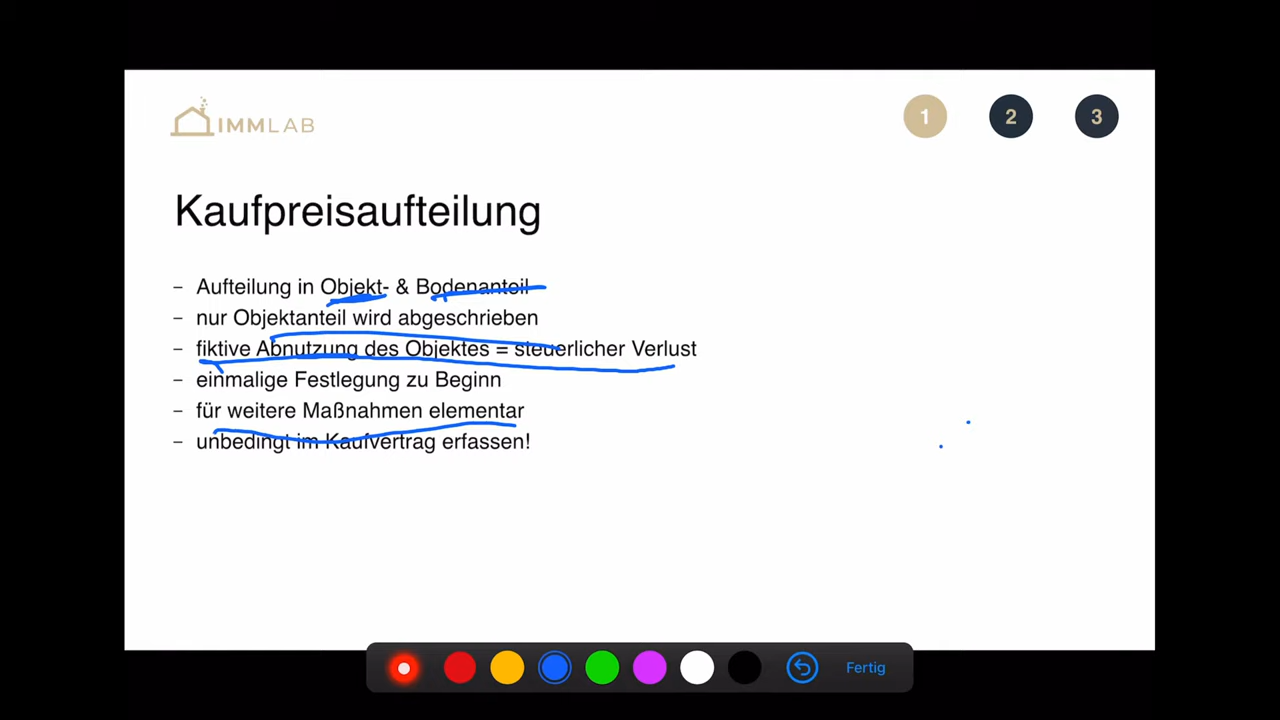 IMMLAB
1 2 3
Kaufpreisaufteilung
– Aufteilung in Objekt- & Bodenanteil
– nur Objektanteil wird abgeschrieben
– fiktive Abnutzung des Objektes = steuerlicher Verlust
– einmalige Festlegung zu Beginn
– für weitere Maßnahmen elementar
– unbedingt im Kaufvertrag erfassen!
Fertig